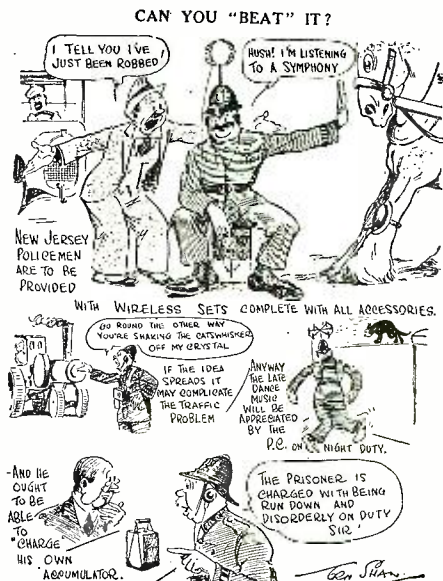 CAN YOU "BEAT" IT?
I TELL YOU I'VE
JUST BEEN ROBBED!
HUSH! I'M LISTENING
TO A SYMPHONY
NEW JERSEY
POLICEMEN
ARE TO BE
PROVIDED
WITH WIRELESS SETS COMPLETE WITH ALL ACCESSORIES.
GO ROUND THE OTHER WAY
YOU'RE SHAKING THE CATSWHISKER
OFF MY CRYSTAL
IF THE IDEA
SPREADS IT
MAY COMPLICATE
THE TRAFFIC
PROBLEM
ANYWAY
THE LATE
DANCE
MUSIC
WILL BE
APPRECIATED
BY THE
P.C. ON NIGHT DUTY.
-AND HE
OUGHT
TO BE
ABLE
TO
"CHARGE"
HIS OWN
ACCUMULATOR.
THE PRISONER IS
CHARGED WITH BEING
RUN DOWN AND
DISORDERLY ON DUTY
SIR'